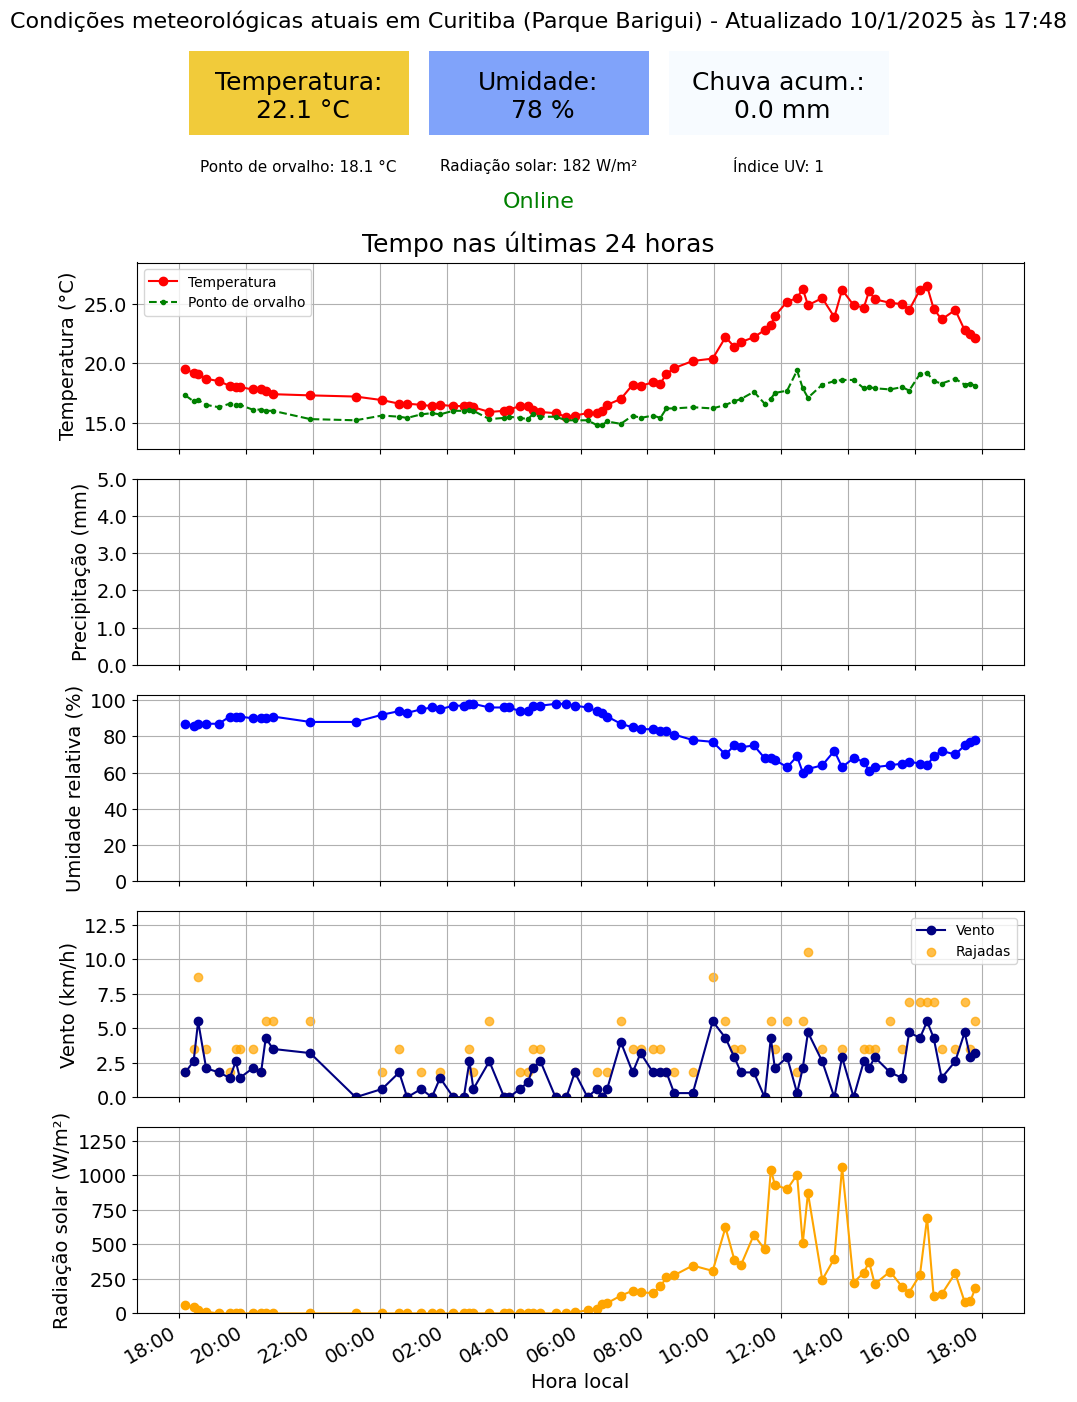 Condições meteorológicas atuais em Curitiba (Parque Barigui) - Atualizado 10/1/2025 às 17:48
Temperatura:
22.1 °C
Umidade:
78 %
Chuva acum.:
0.0 mm
Ponto de orvalho: 18.1 °C
Radiação solar: 182 W/m²
Índice UV: 1
Online
Tempo nas últimas 24 horas
Temperatura (°C)
25.0
20.0
15.0
Temperatura
Ponto de orvalho
Precipitação (mm)
5.0
4.0
3.0
2.0
1.0
0.0
Umidade relativa (%)
100
80
60
40
20
0
Vento (km/h)
12.5
10.0
7.5
5.0
2.5
0.0
Vento
Rajadas
Radiação solar (W/m²)
1250
1000
750
500
250
0
18:00
20:00
22:00
00:00
02:00
04:00
06:00
08:00
10:00
12:00
14:00
16:00
18:00
Hora local